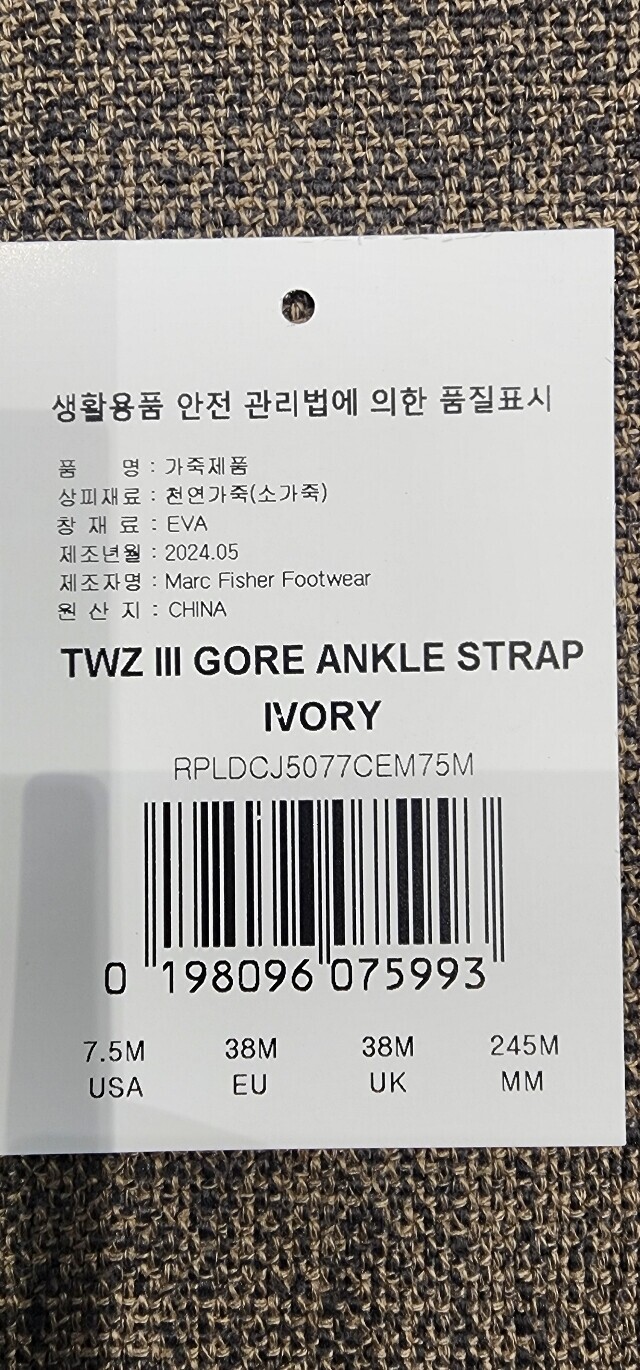 생활용품 안전 관리법에 의한 품질표시
품 명 : 가죽제품
상피재료 : 천연가죽(소가죽)
창 재 료 : EVA
제조년월 : 2024.05
제조자명 : Marc Fisher Footwear
원 산 지 : CHINA
TWZ III GORE ANKLE STRAP
IVORY
RPLDCJ5077CEM75M
0 198096 075993
7.5M 38M 38M 245M
USA EU UK MM